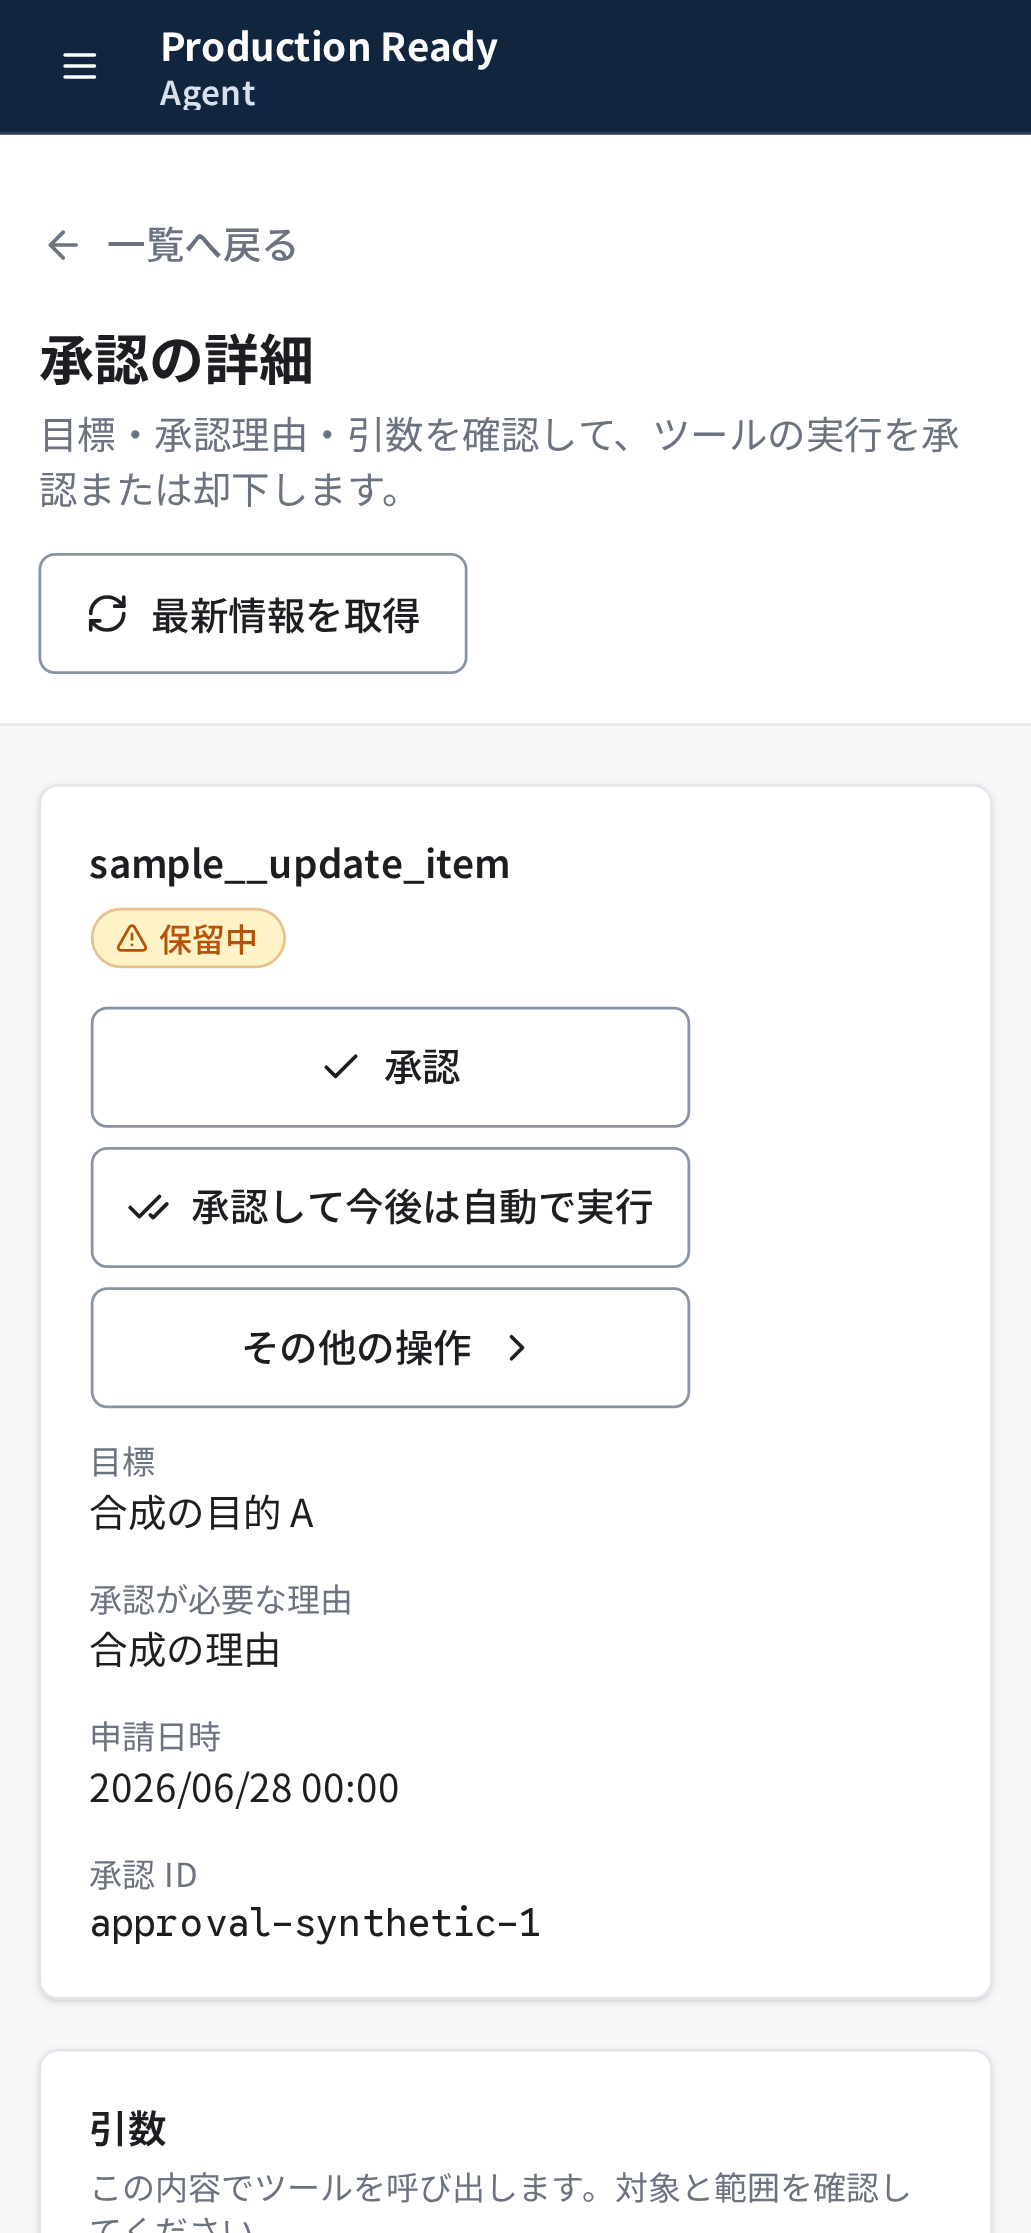 Production Ready
Agent
一覧へ戻る
承認の詳細
目標・承認理由・引数を確認して、ツールの実行を承
認または却下します。
最新情報を取得
sample__update_item
保留中
承認
承認して今後は自動で実行
その他の操作
目標
合成の目的 A
承認が必要な理由
合成の理由
申請日時
2026/06/28 00:00
承認 ID
approval-synthetic-1
引数
この内容でツールを呼び出します。対象と範囲を確認し
てください。